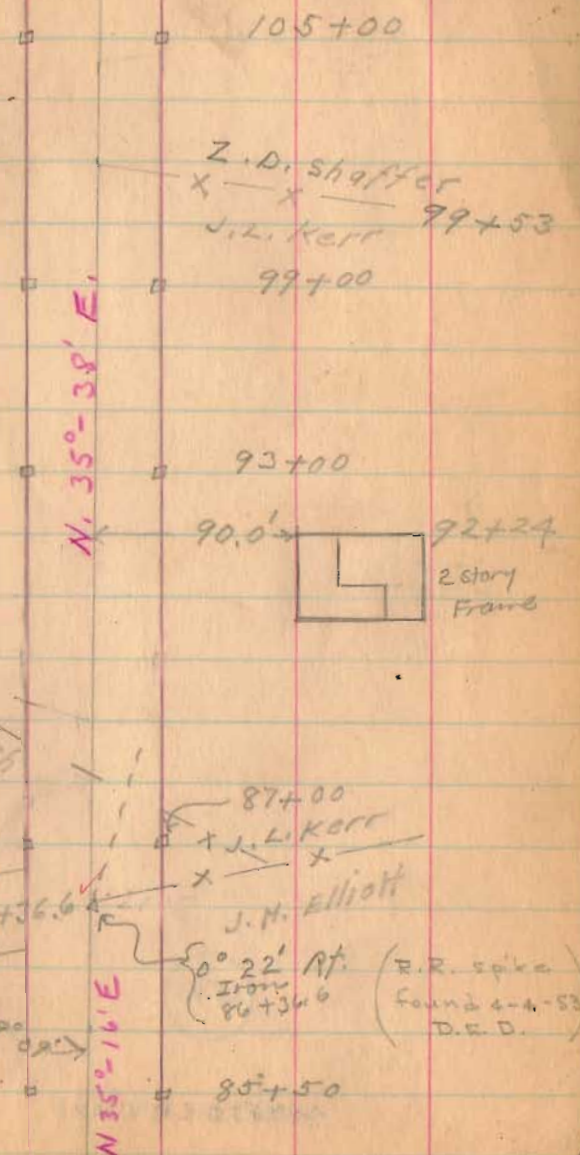 105+00
Z.D. Shaffer
99+53
J.L. Kerr
99+00
N. 35°-38' E.
93+00
90.0'
92+24
2 Story
Frame
87+00
J.L. Kerr
+36.6
J.M. Elliott
0° 22' Rt.
Iron
86+36.6
(R.R. spike
found 4-4-53
D.E.D.)
N 35°-16' E
85+50